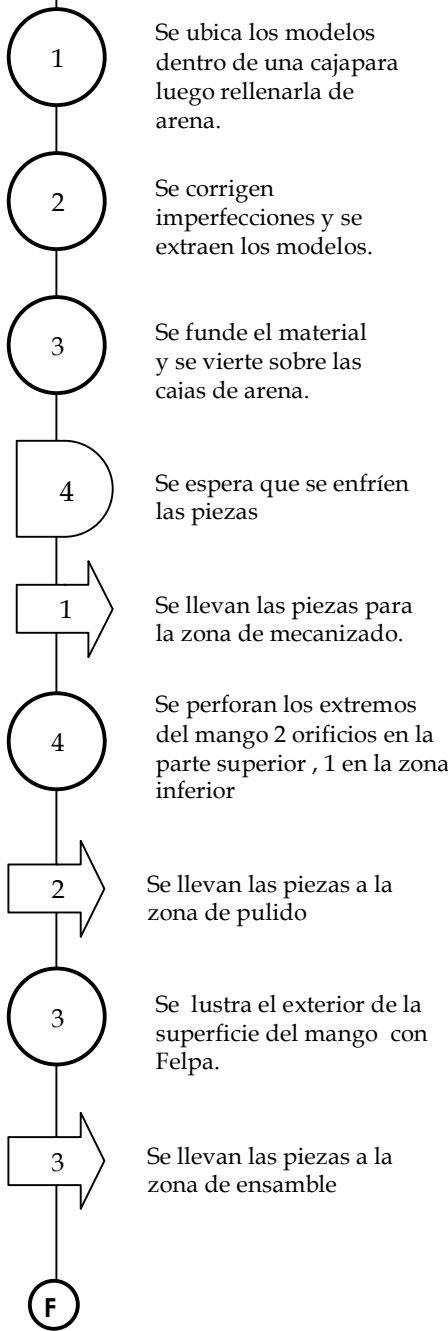 1
Se ubica los modelos
dentro de una cajapara
luego rellenarla de
arena.
2
Se corrigen
imperfecciones y se
extraen los modelos.
3
Se funde el material
y se vierte sobre las
cajas de arena.
4
Se espera que se enfríen
las piezas
1
Se llevan las piezas para
la zona de mecanizado.
4
Se perforan los extremos
del mango 2 orificios en la
parte superior , 1 en la zona
inferior
2
Se llevan las piezas a la
zona de pulido
3
Se lustra el exterior de la
superficie del mango con
Felpa.
3
Se llevan las piezas a la
zona de ensamble
F